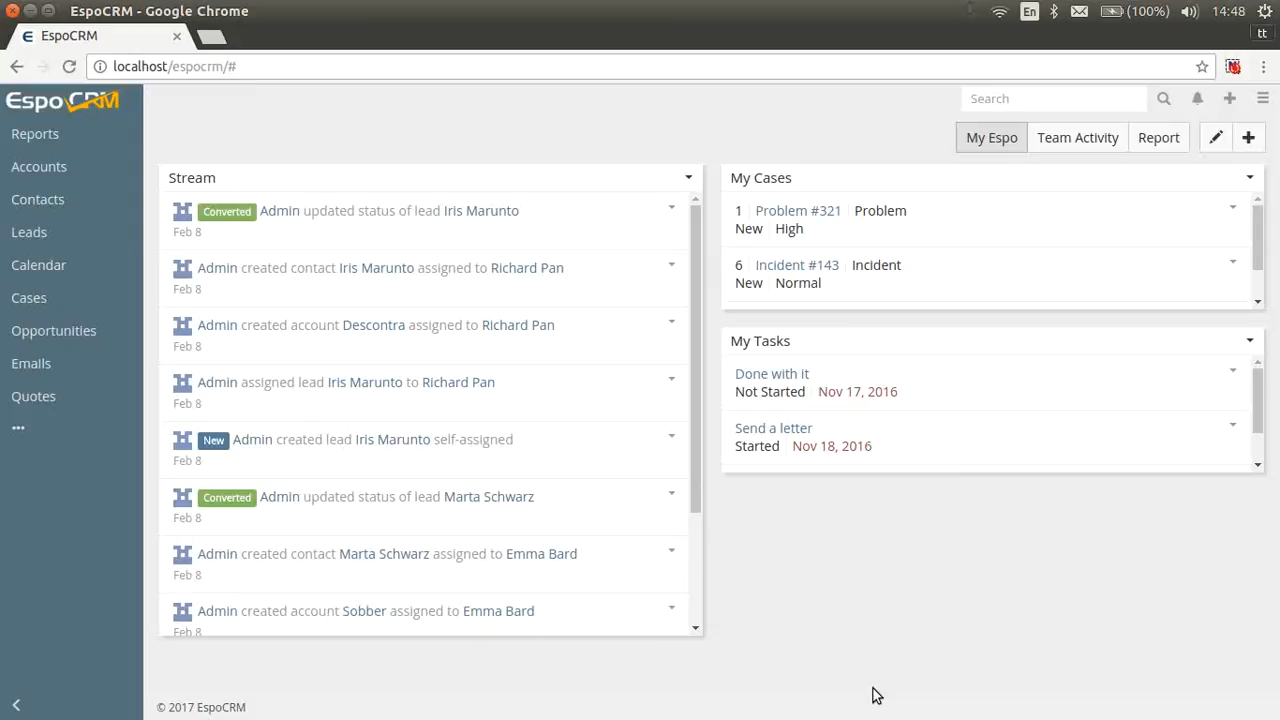 EspoCRM - Google Chrome
En
(100%)
14:48
EspoCRM
tt
localhost/espocrm/#
EspoCRM
Search
Reports
Accounts
Contacts
Leads
Calendar
Cases
Opportunities
Emails
Quotes
•••
My Espo
Team Activity
Report
Stream
Converted Admin updated status of lead Iris Marunto
Feb 8
Admin created contact Iris Marunto assigned to Richard Pan
Feb 8
Admin created account Descontra assigned to Richard Pan
Feb 8
Admin assigned lead Iris Marunto to Richard Pan
Feb 8
New Admin created lead Iris Marunto self-assigned
Feb 8
Converted Admin updated status of lead Marta Schwarz
Feb 8
Admin created contact Marta Schwarz assigned to Emma Bard
Feb 8
Admin created account Sobber assigned to Emma Bard
Feb 8
My Cases
1 Problem #321 Problem
New High
6 Incident #143 Incident
New Normal
My Tasks
Done with it
Not Started Nov 17, 2016
Send a letter
Started Nov 18, 2016
© 2017 EspoCRM